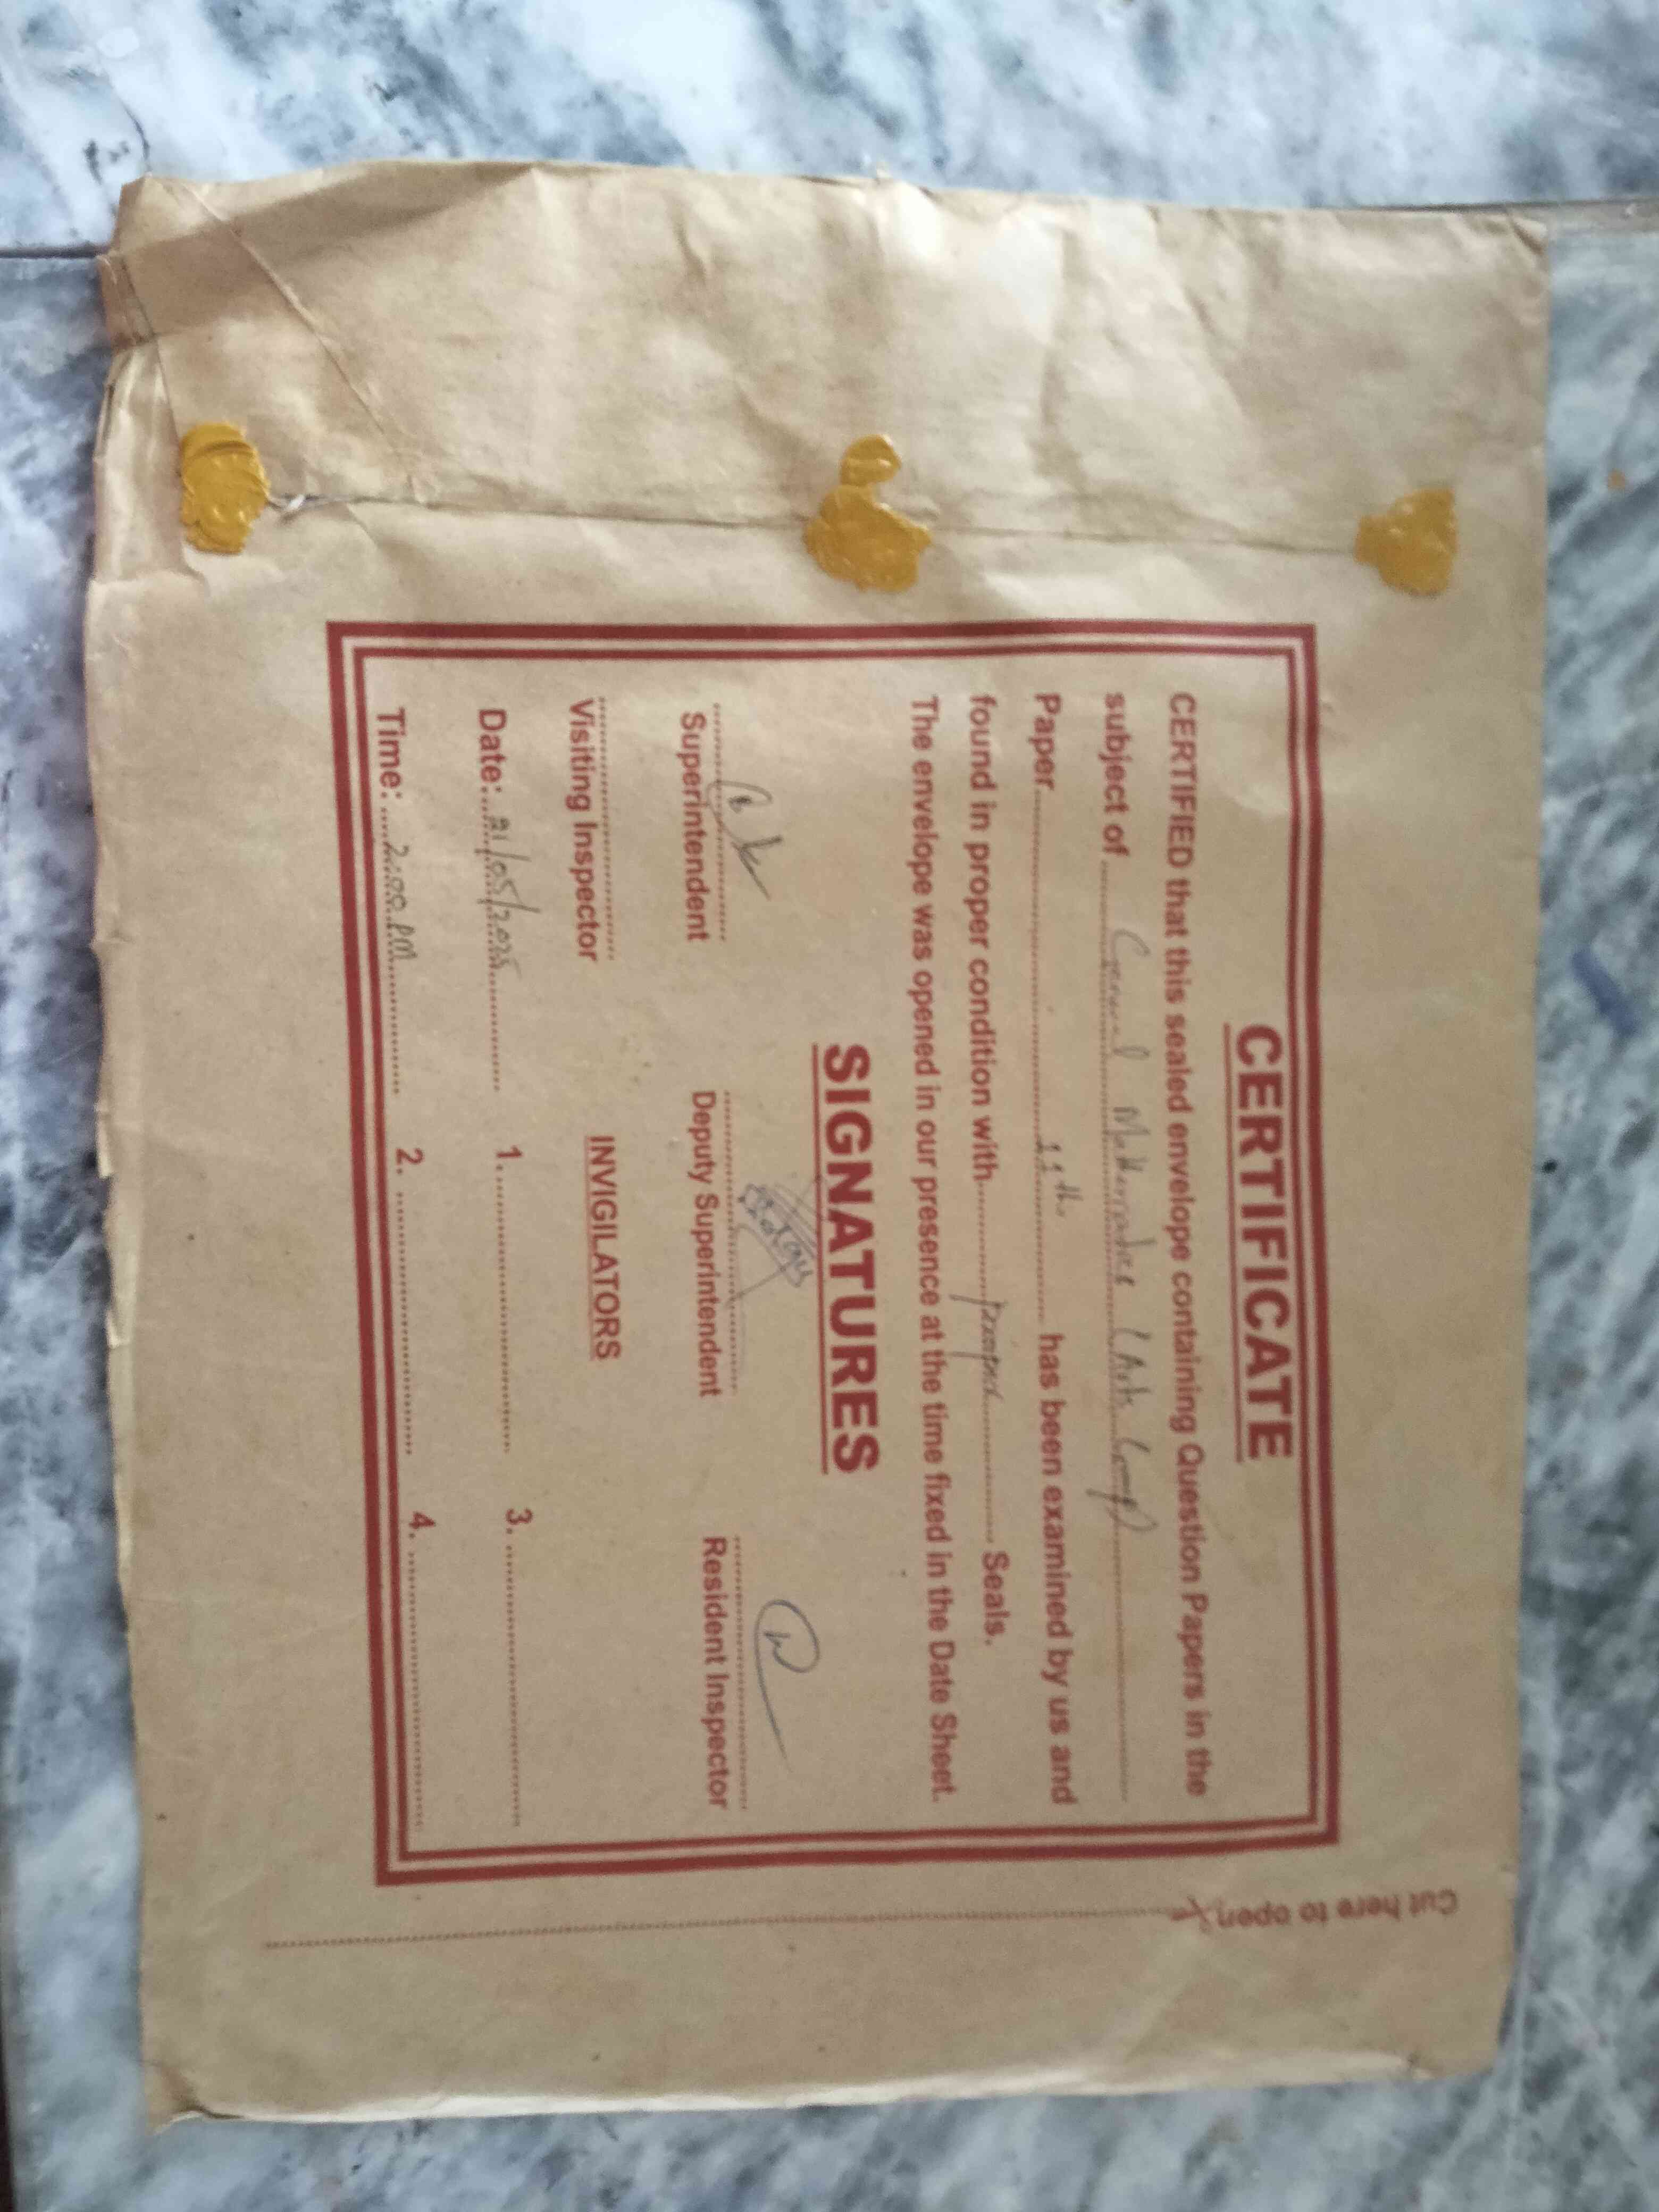 CERTIFICATE
CERTIFIED that this sealed envelope containing Question Papers in the
subject of General Mathematics (Arts Group)
Paper 11th has been examined by us and
found in proper condition with proper Seals.
The envelope was opened in our presence at the time fixed in the Date Sheet.
SIGNATURES
Superintendent Deputy Superintendent Resident Inspector
Visiting Inspector
INVIGILATORS
Date: 21/05/2025 1. 3.
Time: 2:00 PM 2. 4.
Cut here to open